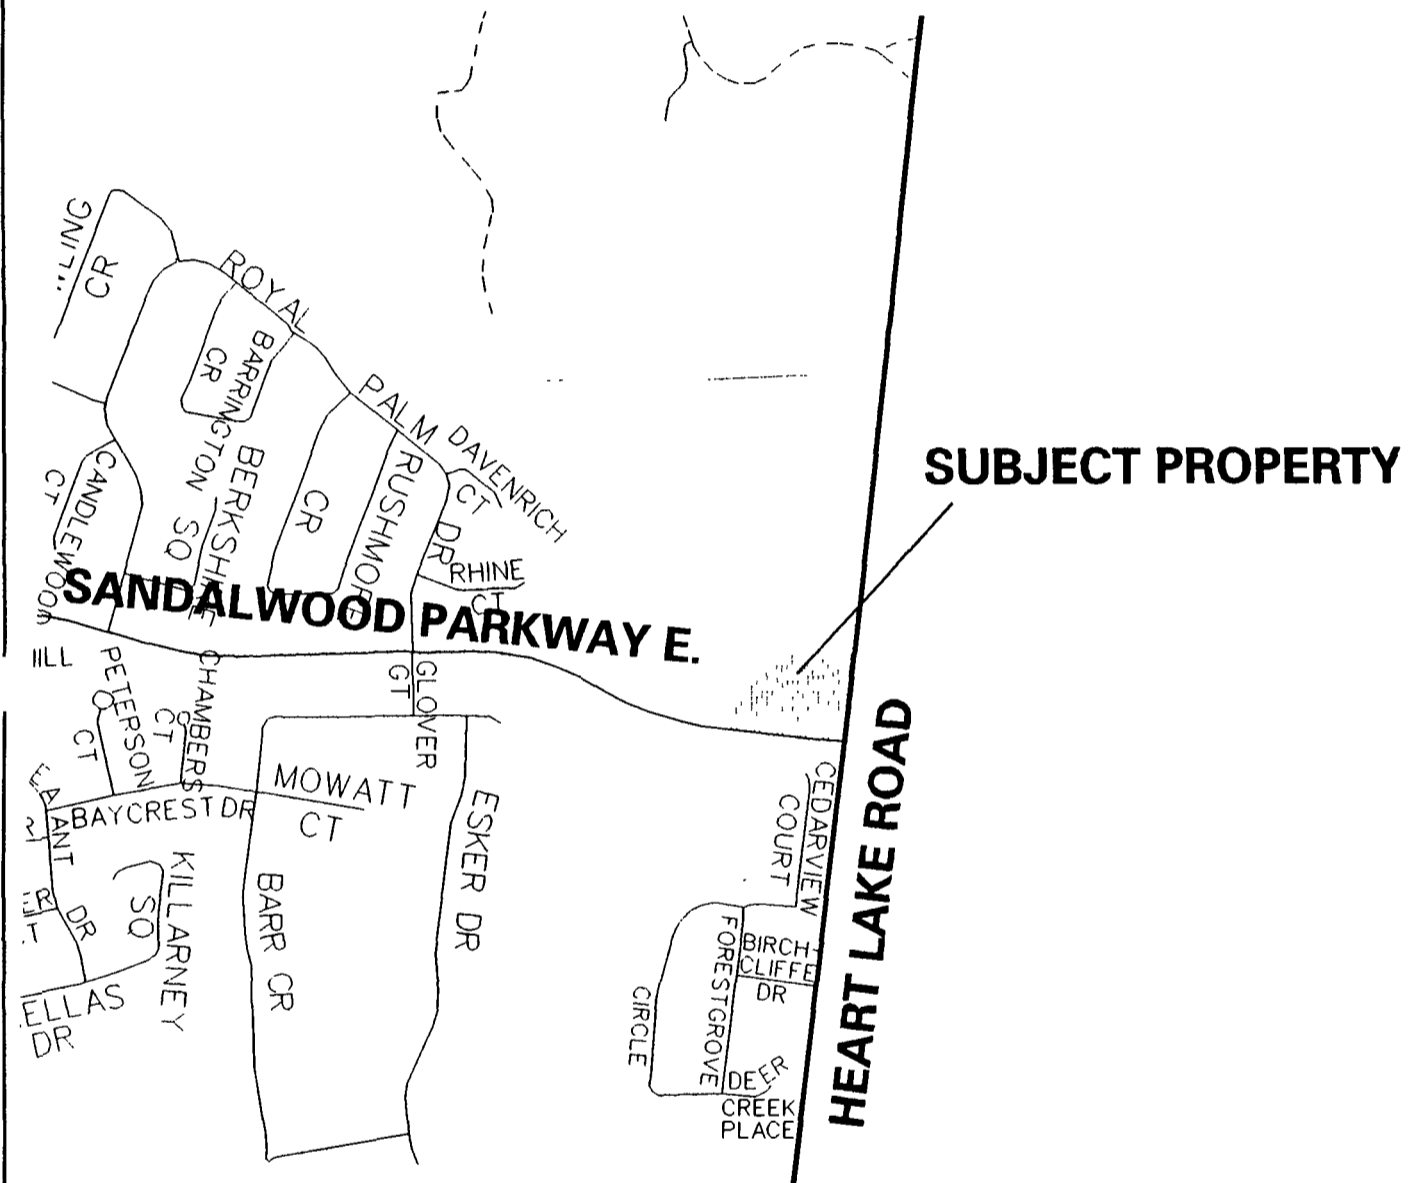 CR
ROYAL
BARRINGTON
CR
PALM
DAVENRICH
CT
SUBJECT PROPERTY
CANDLEWOOD
CT
SQ
BERKSHIRE
CR
DR
RHINE
CT
SANDALWOOD PARKWAY E.
PETERSON
CT
CHAMBERS
CT
GLOVER
GT
MOWATT
CT
BAYCREST DR
DR
KILLARNEY
SQ
BARR CR
ESKER DR
CEDARVIEW
COURT
HEART LAKE ROAD
FORESTGROVE
CIRCLE
BIRCH-
CLIFFE
DR
DEER
CREEK
PLACE
ELLAS
DR